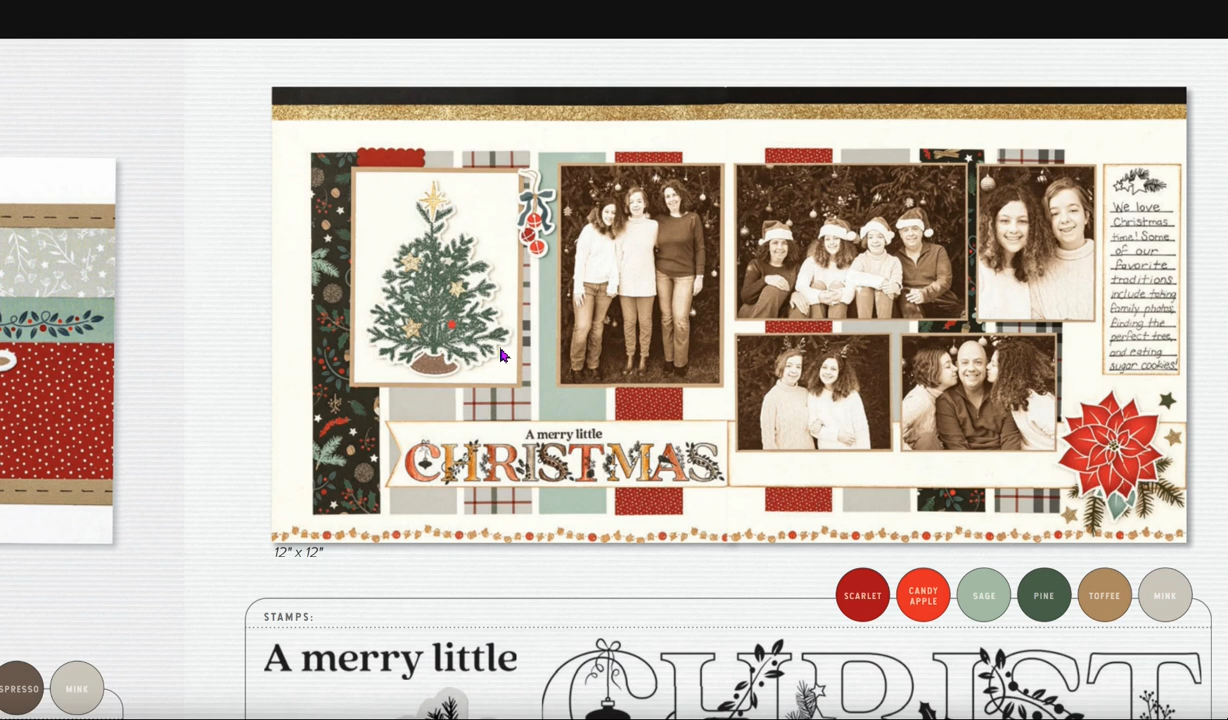 We love
Christmas
time! Some
of our
favorite
traditions
include taking
family photos,
finding the
perfect tree,
and eating
sugar cookies!
A merry little
CHRISTMAS
12" x 12"
SCARLET
CANDY
APPLE
SAGE
PINE
TOFFEE
MINK
STAMPS:
A merry little
CHRIST
SPRESSO
MINK